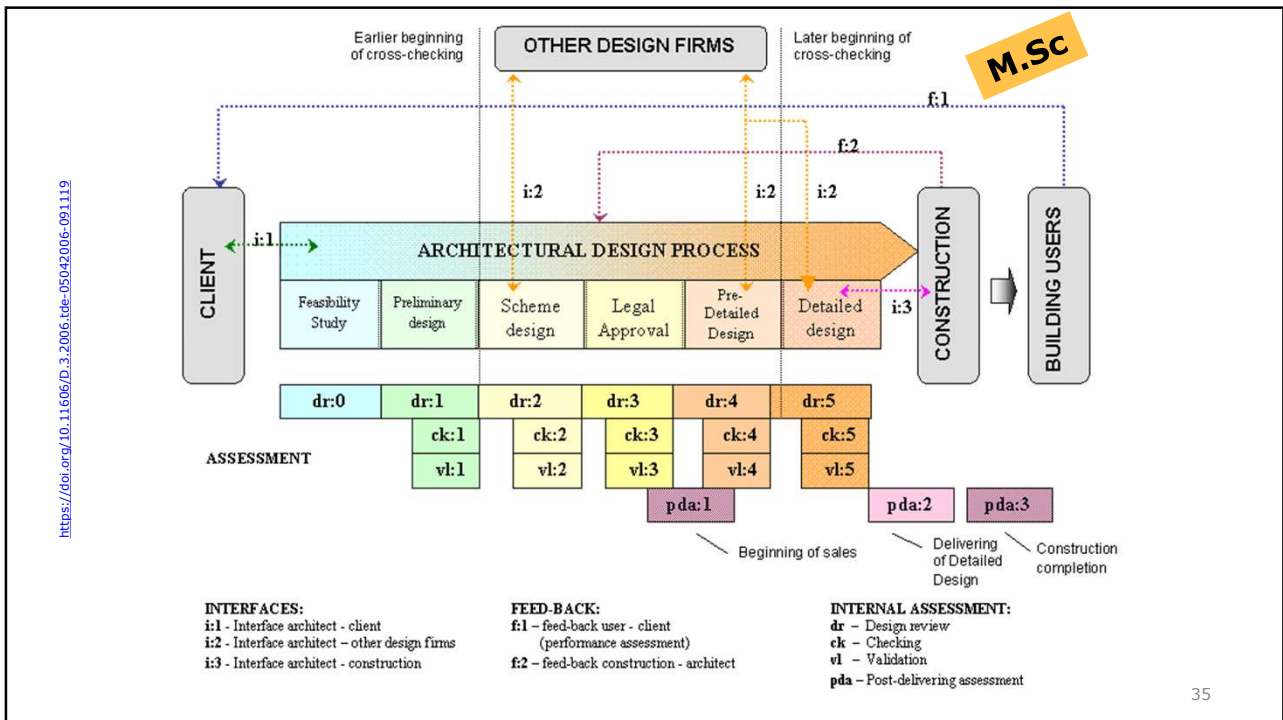 Earlier beginning
of cross-checking
OTHER DESIGN FIRMS
Later beginning of
cross-checking
M.Sc
f:1
f:2
i:2
i:2
i:2
https://doi.org/10.11606/D.3.2006.tde-05042006-091119
CLIENT
i:1
ARCHITECTURAL DESIGN PROCESS
CONSTRUCTION
BUILDING USERS
Feasibility
Study
Preliminary
design
Scheme
design
Legal
Approval
Pre-
Detailed
Design
Detailed
design
i:3
dr:0
dr:1
dr:2
dr:3
dr:4
dr:5
ck:1
ck:2
ck:3
ck:4
ck:5
ASSESSMENT
vl:1
vl:2
vl:3
vl:4
vl:5
pda:1
pda:2
pda:3
Beginning of sales
Delivering
of Detailed
Design
Construction
completion
INTERFACES:
i:1 - Interface architect - client
i:2 - Interface architect – other design firms
i:3 - Interface architect - construction
FEED-BACK:
f:1 – feed-back user - client
(performance assessment)
f:2 – feed-back construction - architect
INTERNAL ASSESSMENT:
dr – Design review
ck – Checking
vl – Validation
pda – Post-delivering assessment
35